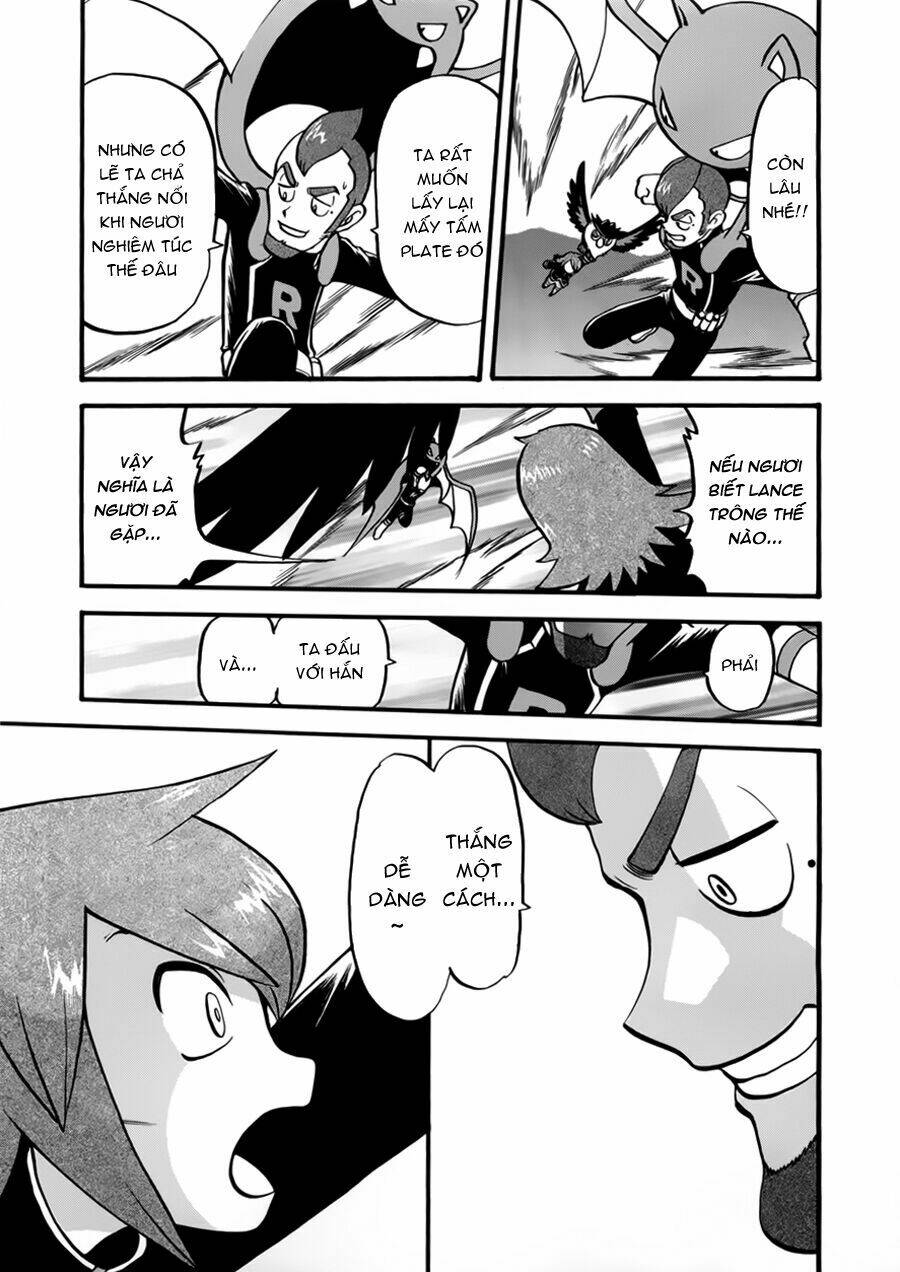 CÒN
LÂU
NHÉ!!
R
TA RẤT
MUỐN
LẤY LẠI
MẤY TẤM
PLATE ĐÓ
NHƯNG CÓ
LẼ TA CHẢ
THẮNG NỔI
KHI NGƯƠI
NGHIÊM TÚC
THẾ ĐÂU
R
NẾU NGƯƠI
BIẾT LANCE
TRÔNG THẾ
NÀO...
VẬY
NGHĨA LÀ
NGƯƠI ĐÃ
GẶP...
PHẢI
R
TA ĐẤU
VỚI HẮN
VÀ...
THẮNG
MỘT
CÁCH...
DỄ
DÀNG
~